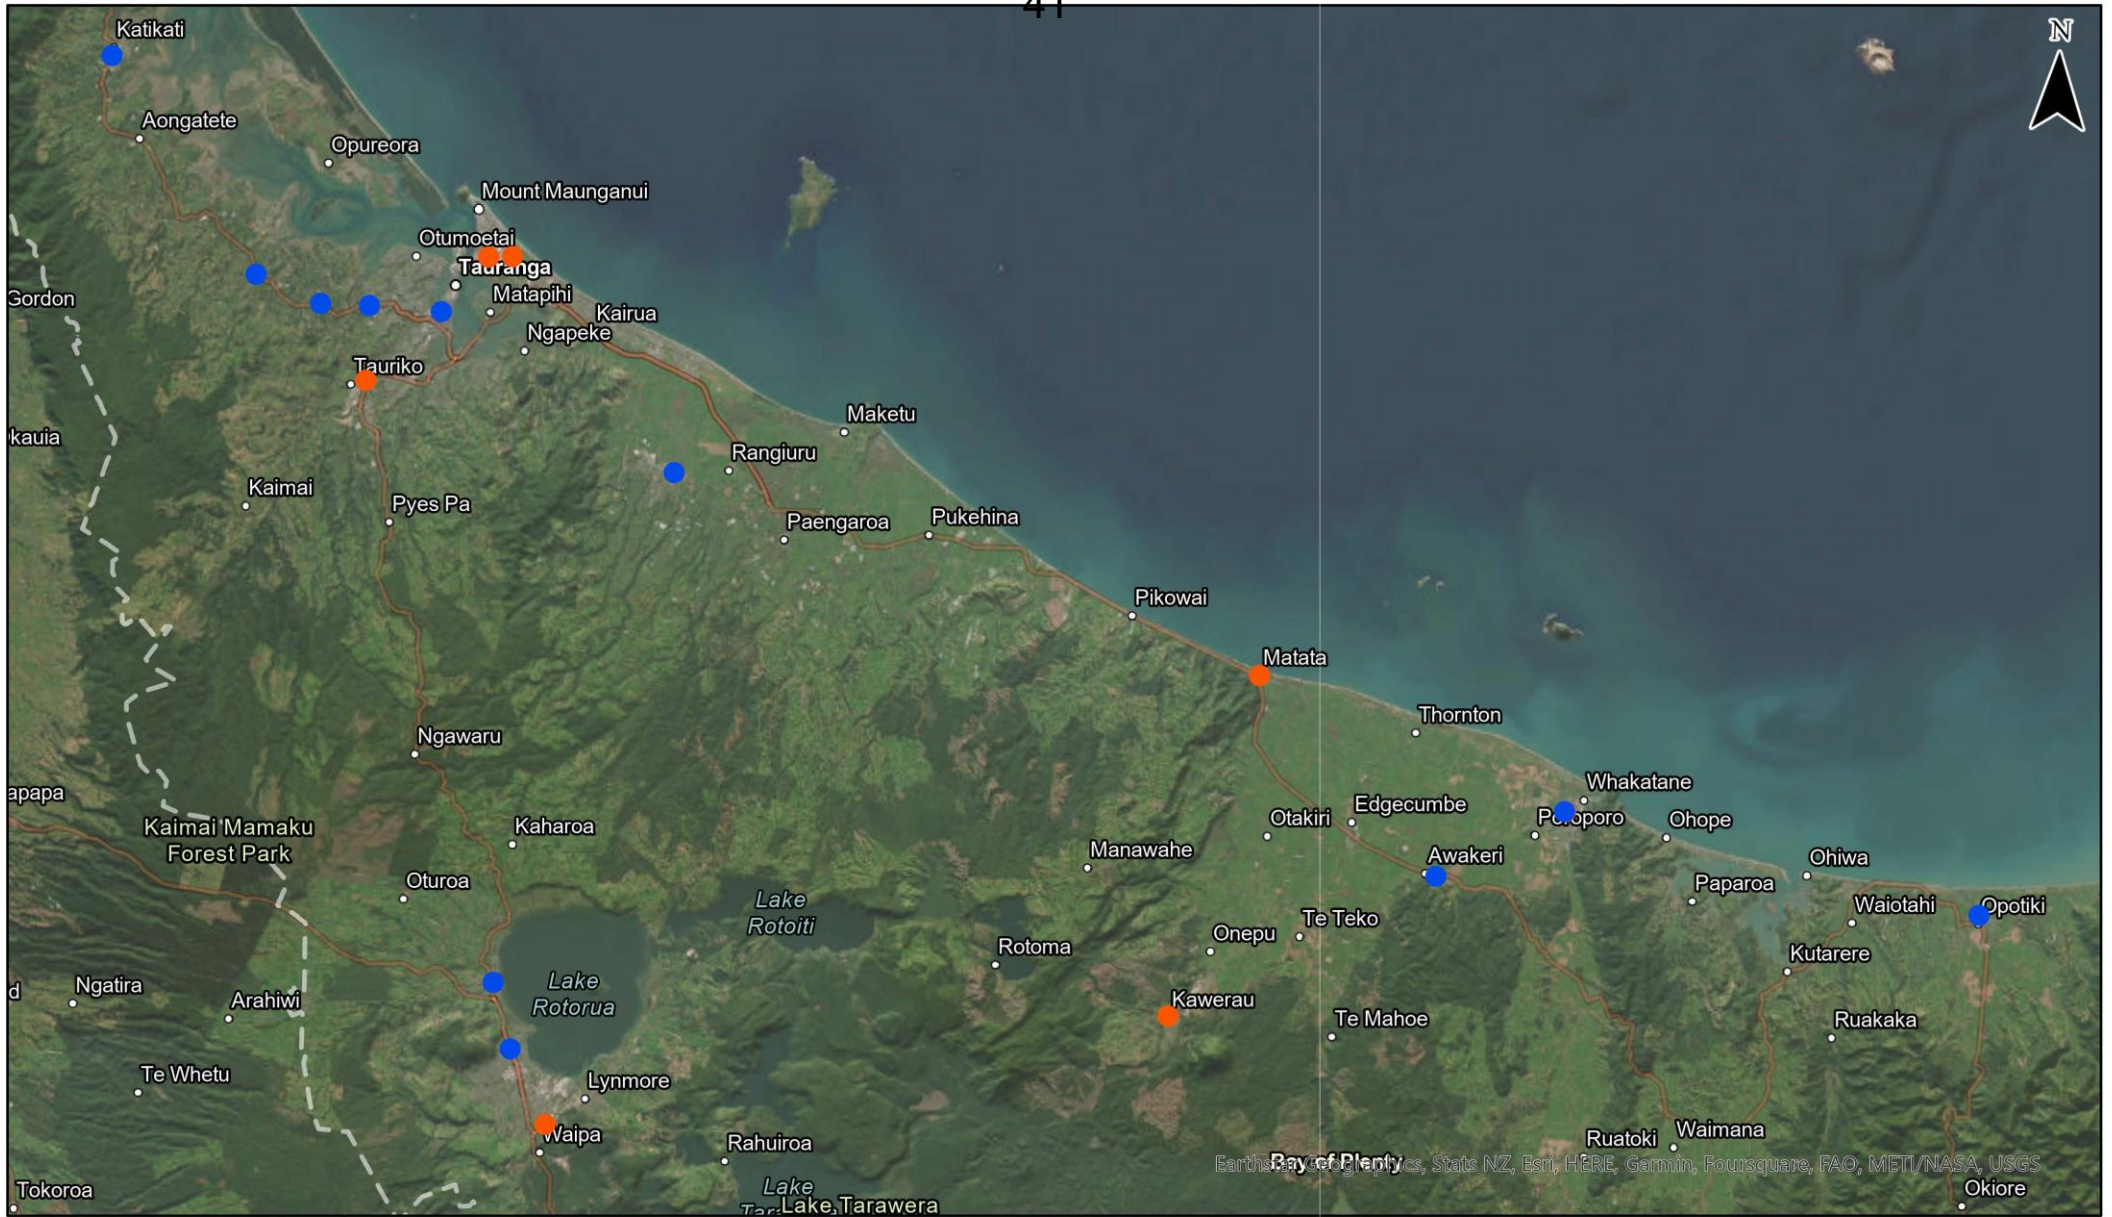 41
Katikati
N
Aongatete
Opureora
Mount Maunganui
Otumoetai
Tauranga
Matapihi
Gordon
Kairua
Ngapeke
Tauriko
Maketu
kauia
Rangiuru
Kaimai
Pyes Pa
Paengaroa
Pukehina
Pikowai
Matata
Thornton
Ngawaru
Whakatane
apapa
Edgecumbe
Otakiri
Poroporo
Ohope
Kaimai Mamaku
Forest Park
Kaharoa
Manawahe
Awakeri
Ohiwa
Oturoa
Paparoa
Lake
Rotoiti
Waiotahi
Opotiki
Te Teko
Onepu
Rotoma
Kutarere
Lake
Rotorua
Ngatira
d
Arahiwi
Kawerau
Te Mahoe
Ruakaka
Te Whetu
Lynmore
Waipa
Rahuiroa
Ruatoki
Waimana
Bay of Plenty
Earthstar Geographics, Stats NZ, Esri, HERE, Garmin, Foursquare, FAO, METI/NASA, USGS
Tokoroa
Lake
Lake Tarawera
Okiore